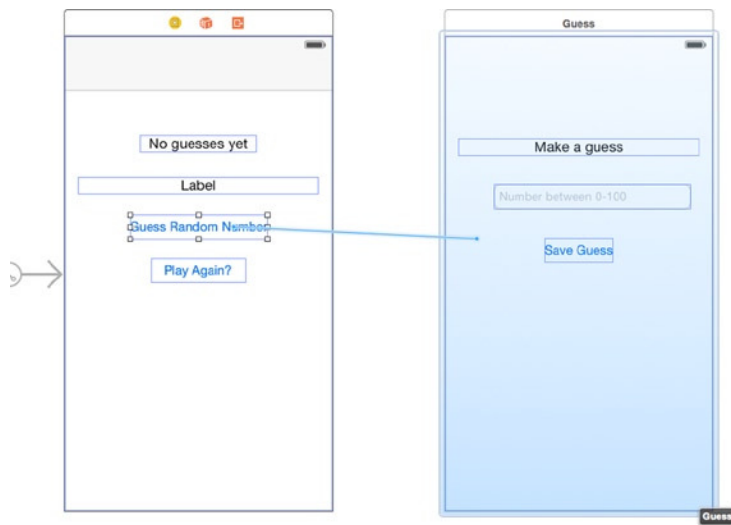 Guess
No guesses yet
Make a guess
Label
Number between 0-100
Guess Random Number
Save Guess
Play Again?
Guess